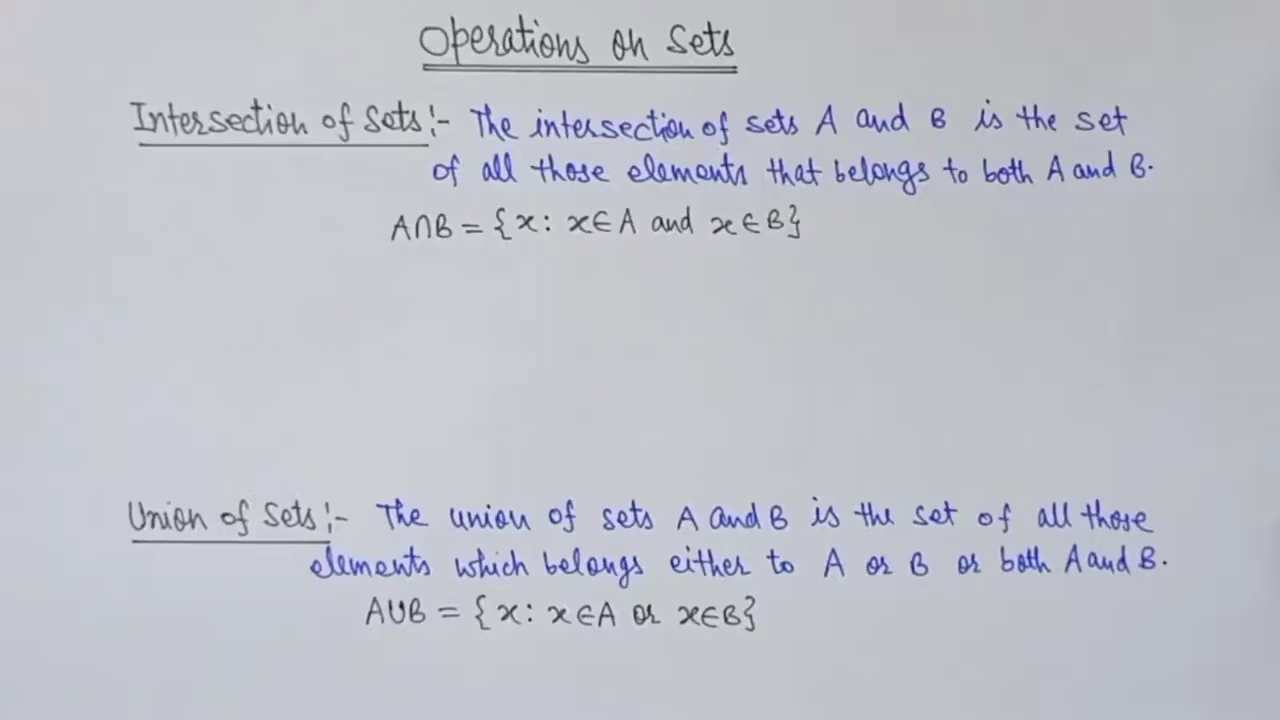 Operations on Sets
Intersection of Sets:- The intersection of sets A and B is the set
of all those elements that belongs to both A and B.
A∩B = {x: x∈A and x∈B}
Union of Sets:- The union of sets A and B is the set of all those
elements which belongs either to A or B or both A and B.
A∪B = {x: x∈A or x∈B}